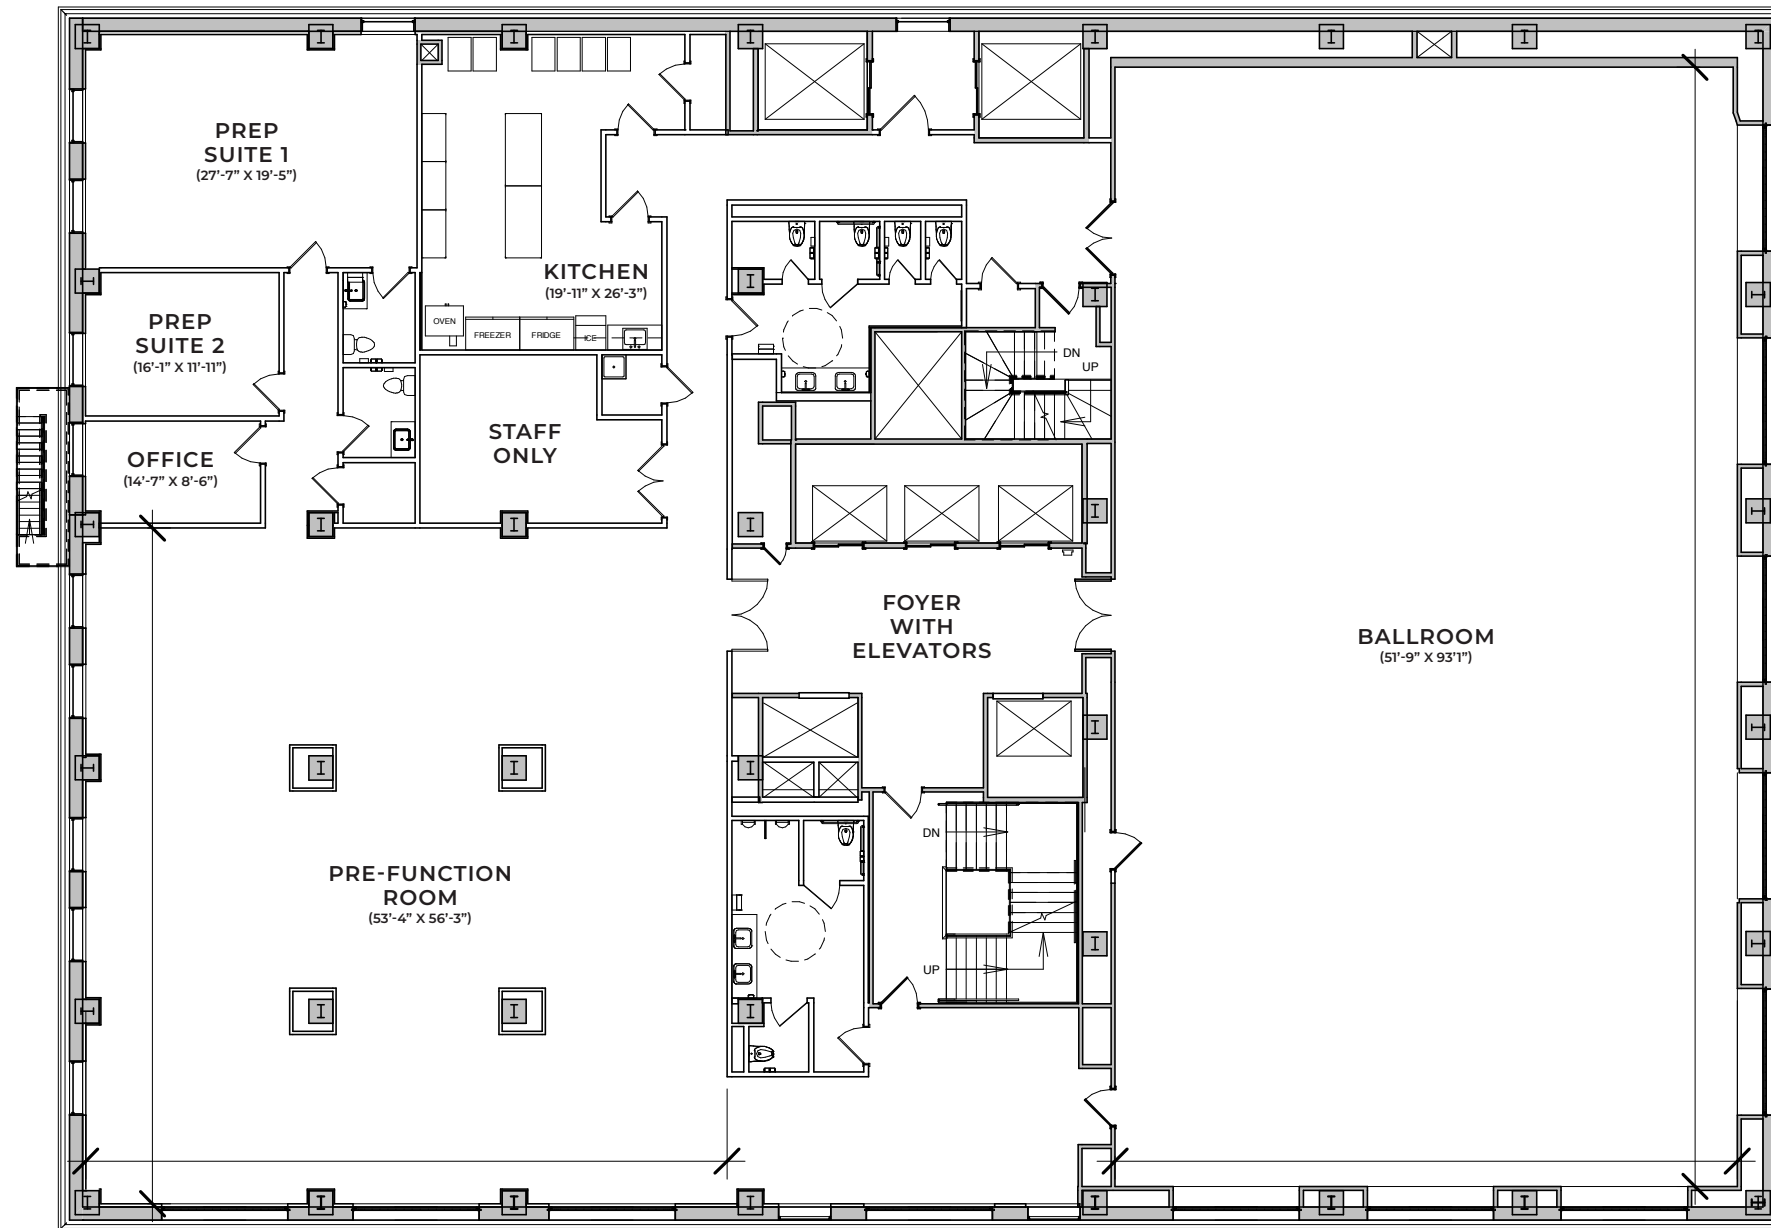 PREP
SUITE 1
(27’-7” X 19’-5”)
KITCHEN
(19’-11” X 26’-3”)
OVEN
FREEZER
FRIDGE
ICE
PREP
SUITE 2
(16’-1” X 11’-11”)
DN
UP
STAFF
ONLY
OFFICE
(14’-7” X 8’-6”)
FOYER
WITH
ELEVATORS
BALLROOM
(51’-9” X 93’1”)
DN
PRE-FUNCTION
ROOM
(53’-4” X 56’-3”)
UP